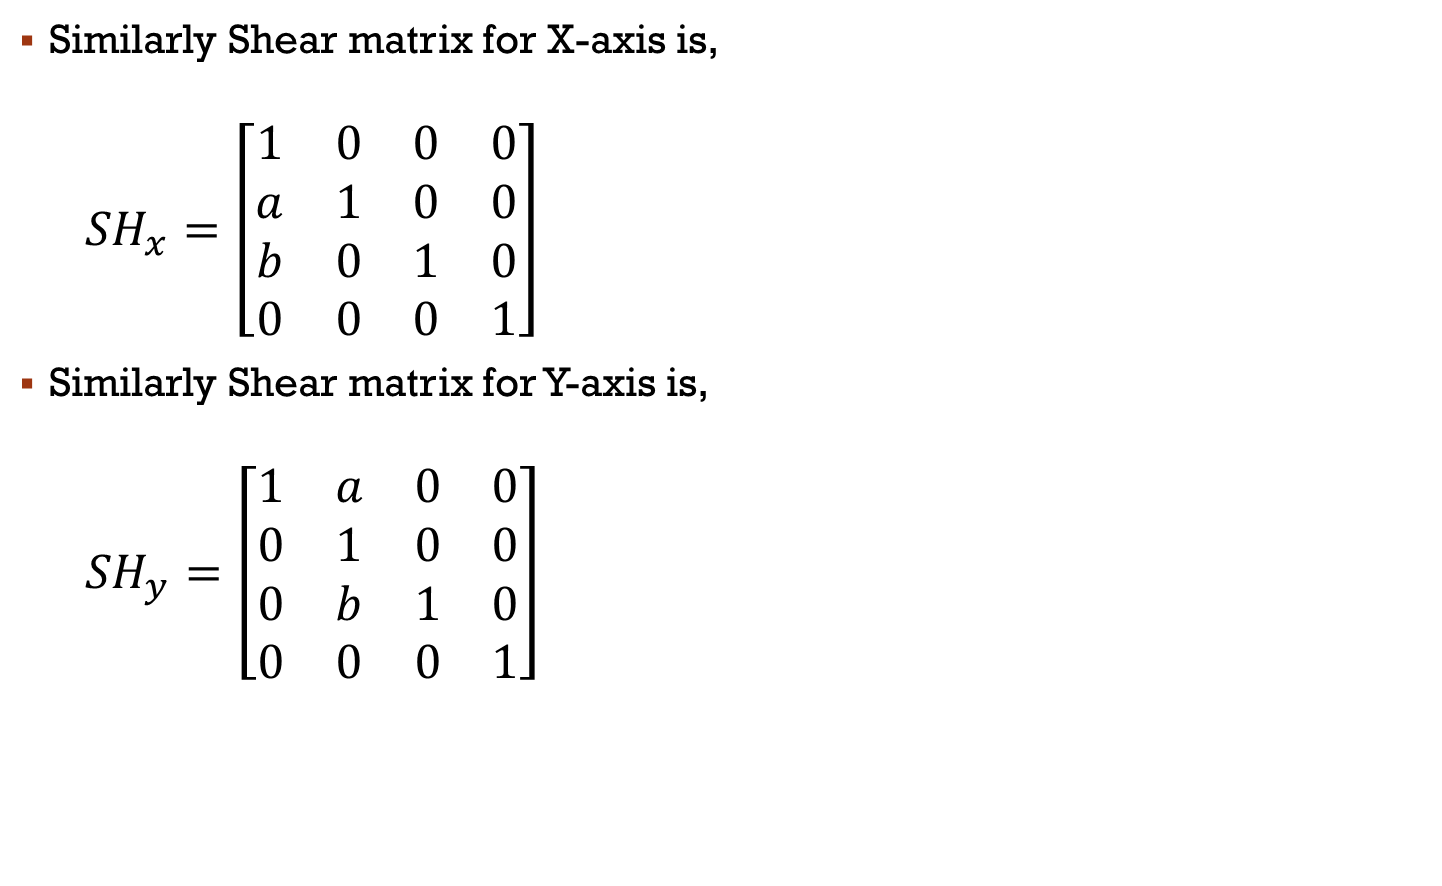 ▪ Similarly Shear matrix for X-axis is,
1 0 0 0
a 1 0 0
SHx =
b 0 1 0
0 0 0 1
▪ Similarly Shear matrix for Y-axis is,
1 a 0 0
0 1 0 0
SHy =
0 b 1 0
0 0 0 1